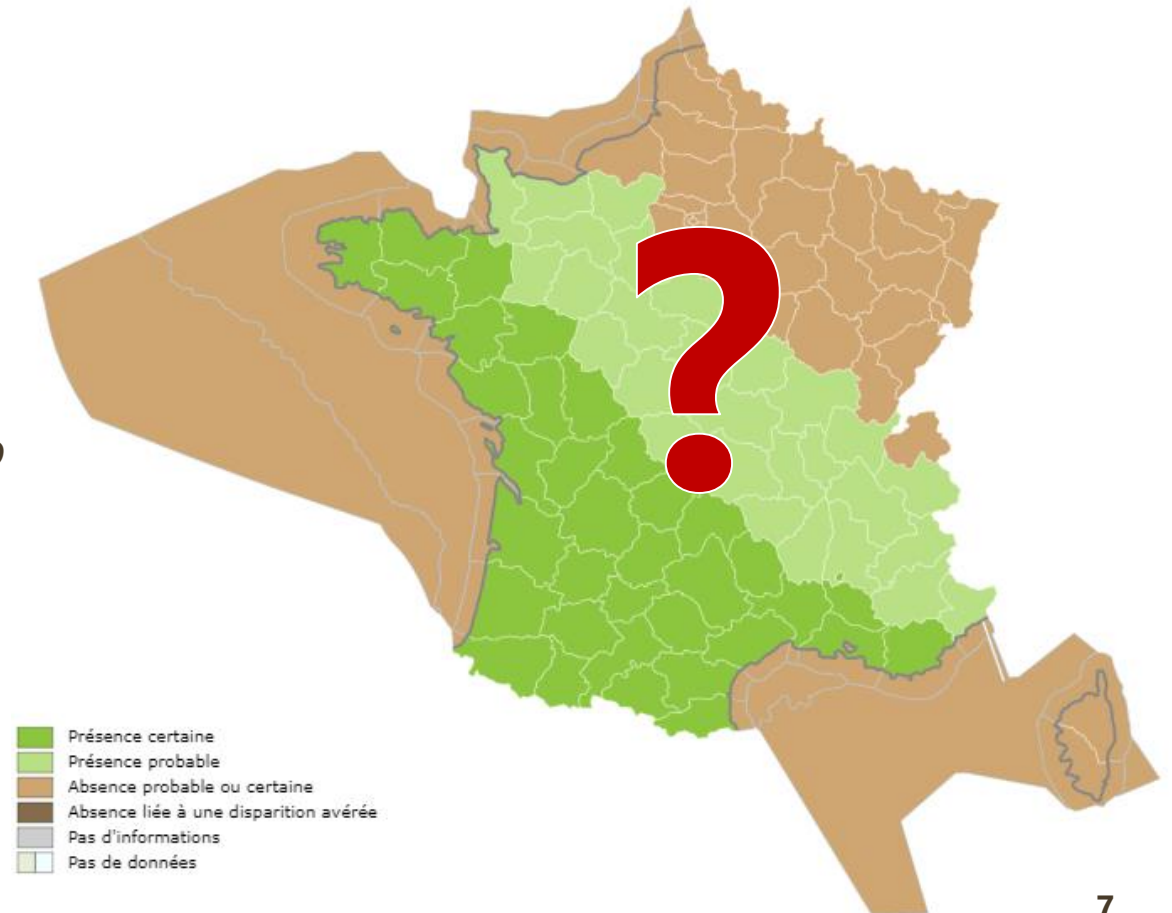 ?
Présence certaine
Présence probable
Absence probable ou certaine
Absence liée à une disparition avérée
Pas d'informations
Pas de données
7